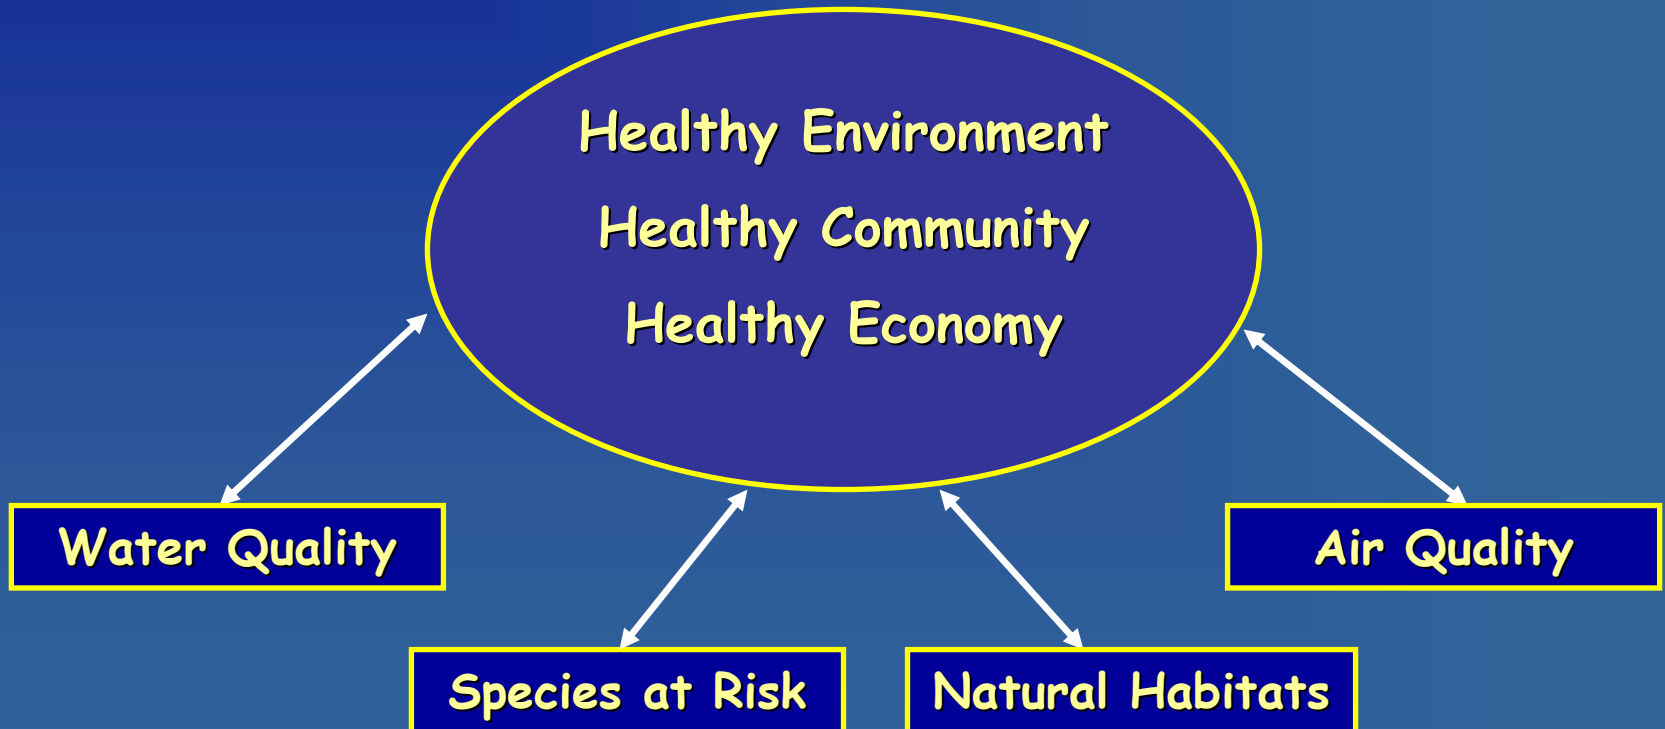 Healthy Environment
Healthy Community
Healthy Economy
Water Quality
Air Quality
Species at Risk
Natural Habitats